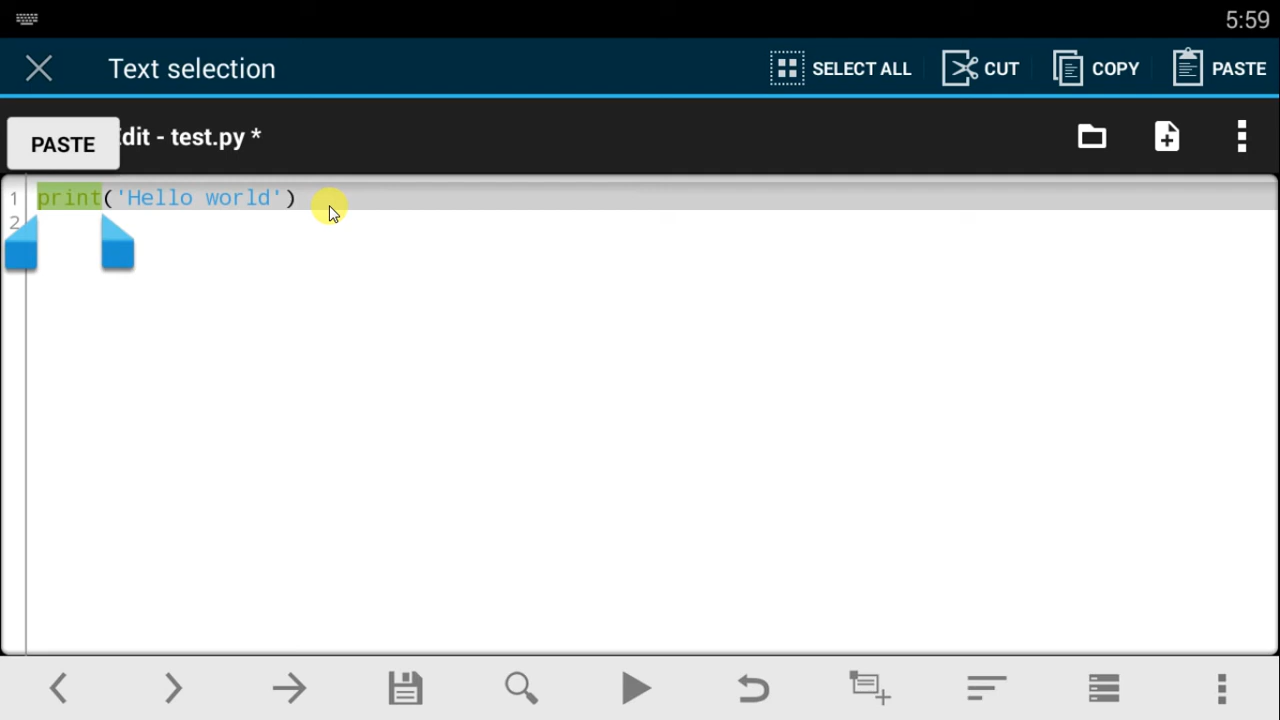 5:59
Text selection
SELECT ALL
CUT
COPY
PASTE
PASTE
dit - test.py *
1 print('Hello world')
2